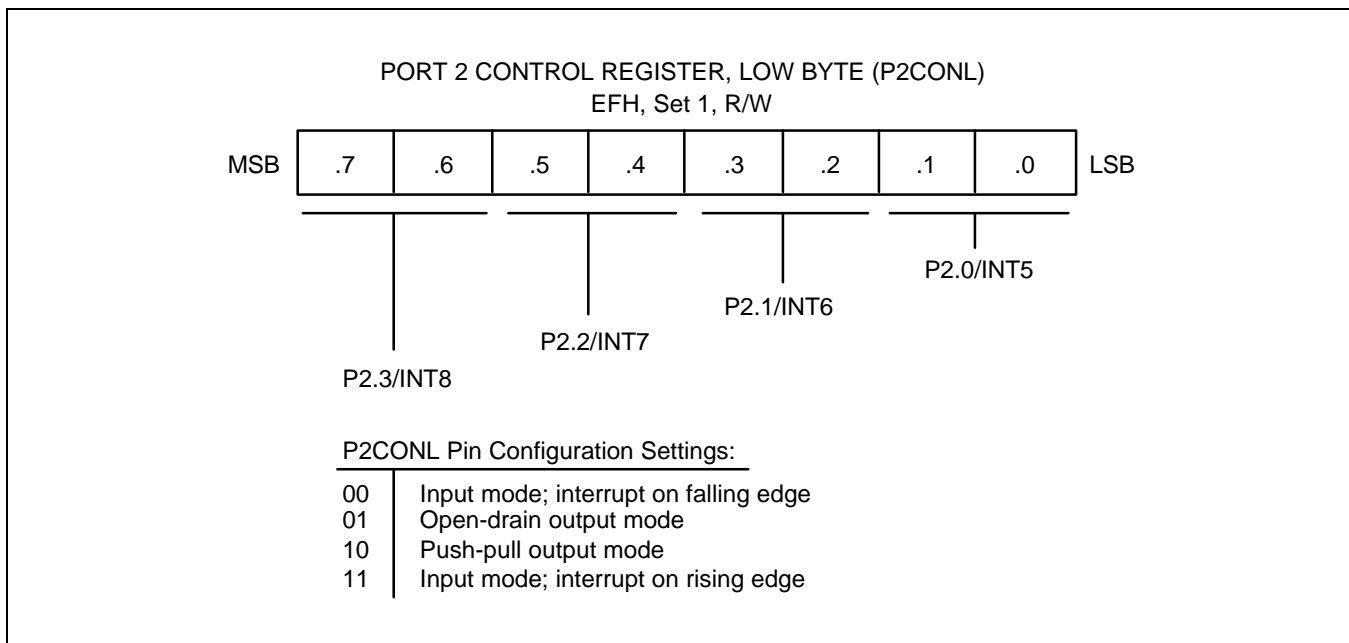 PORT 2 CONTROL REGISTER, LOW BYTE (P2CONL)
EFH, Set 1, R/W
MSB .7 .6 .5 .4 .3 .2 .1 .0 LSB
P2.0/INT5
P2.1/INT6
P2.2/INT7
P2.3/INT8
P2CONL Pin Configuration Settings:
00 Input mode; interrupt on falling edge
01 Open-drain output mode
10 Push-pull output mode
11 Input mode; interrupt on rising edge